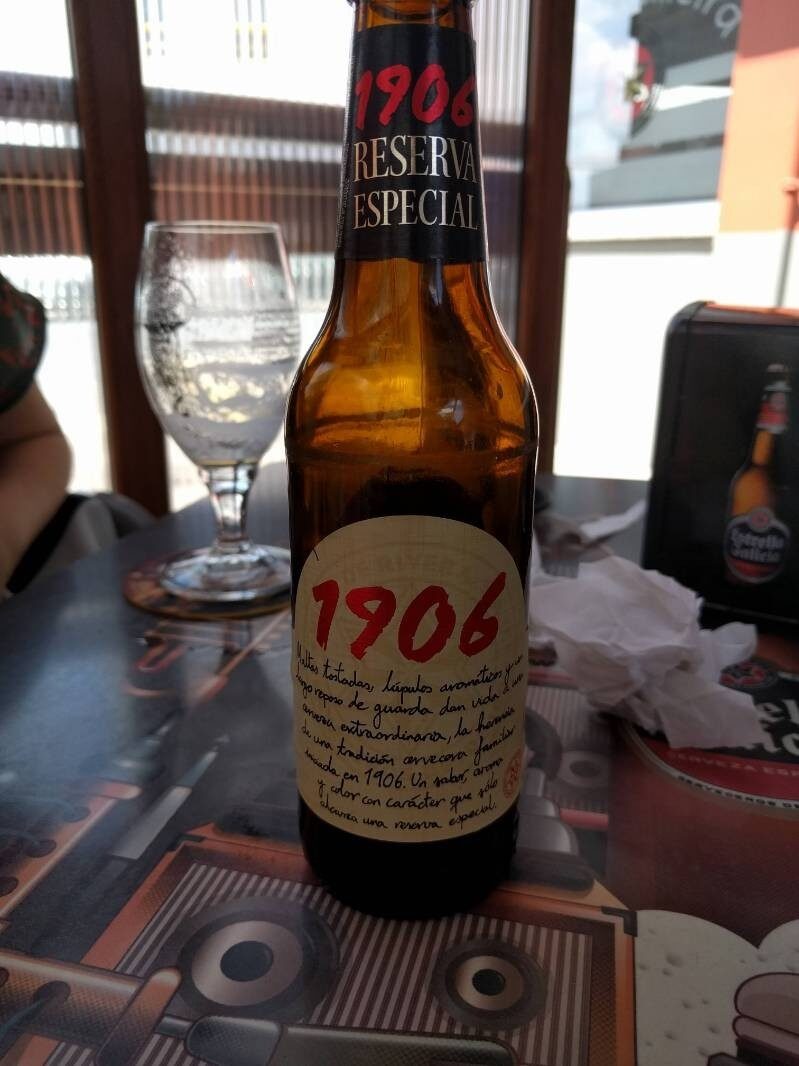 1906
RESERVA
ESPECIAL
1906
Maltas tostadas, lúpulos aromáticos y un
largo reposo de guarda dan vida a una
cerveza extraordinaria, la herencia
de una tradición cervecera familiar
iniciada en 1906. Un sabor, aroma
y color con carácter que sólo
alcanza una reserva especial.
Estrella
Galicia
CERVEZA ESP